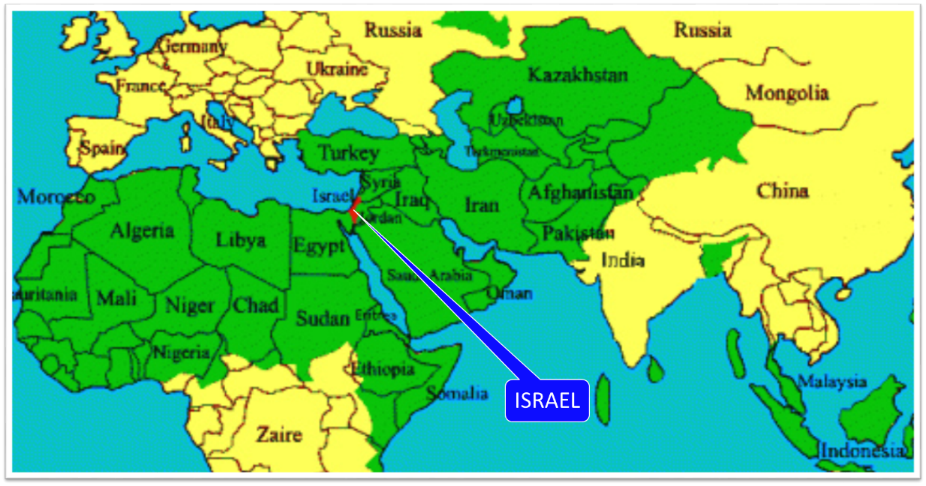 Russia
Russia
Germany
Ukraine
Kazakhstan
France
Mongolia
Italy
Uzbekistan
Spain
Turkey
Turkmenistan
Syria
China
Morocco
Israel
Iraq
Iran
Afghanistan
Jordan
Algeria
Libya
Egypt
Pakistan
India
Saudi Arabia
auritania
Mali
Niger
Chad
Oman
Sudan
Eritrea
Nigeria
Ethiopia
Somalia
Malaysia
ISRAEL
Zaire
Indonesia